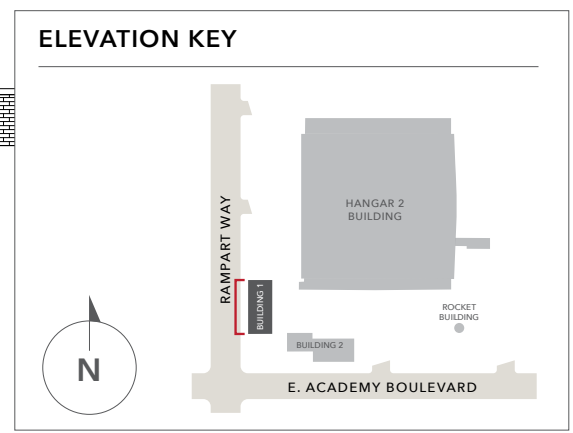 ELEVATION KEY
RAMPART WAY
HANGAR 2
BUILDING
BUILDING 1
ROCKET
BUILDING
BUILDING 2
N
E. ACADEMY BOULEVARD